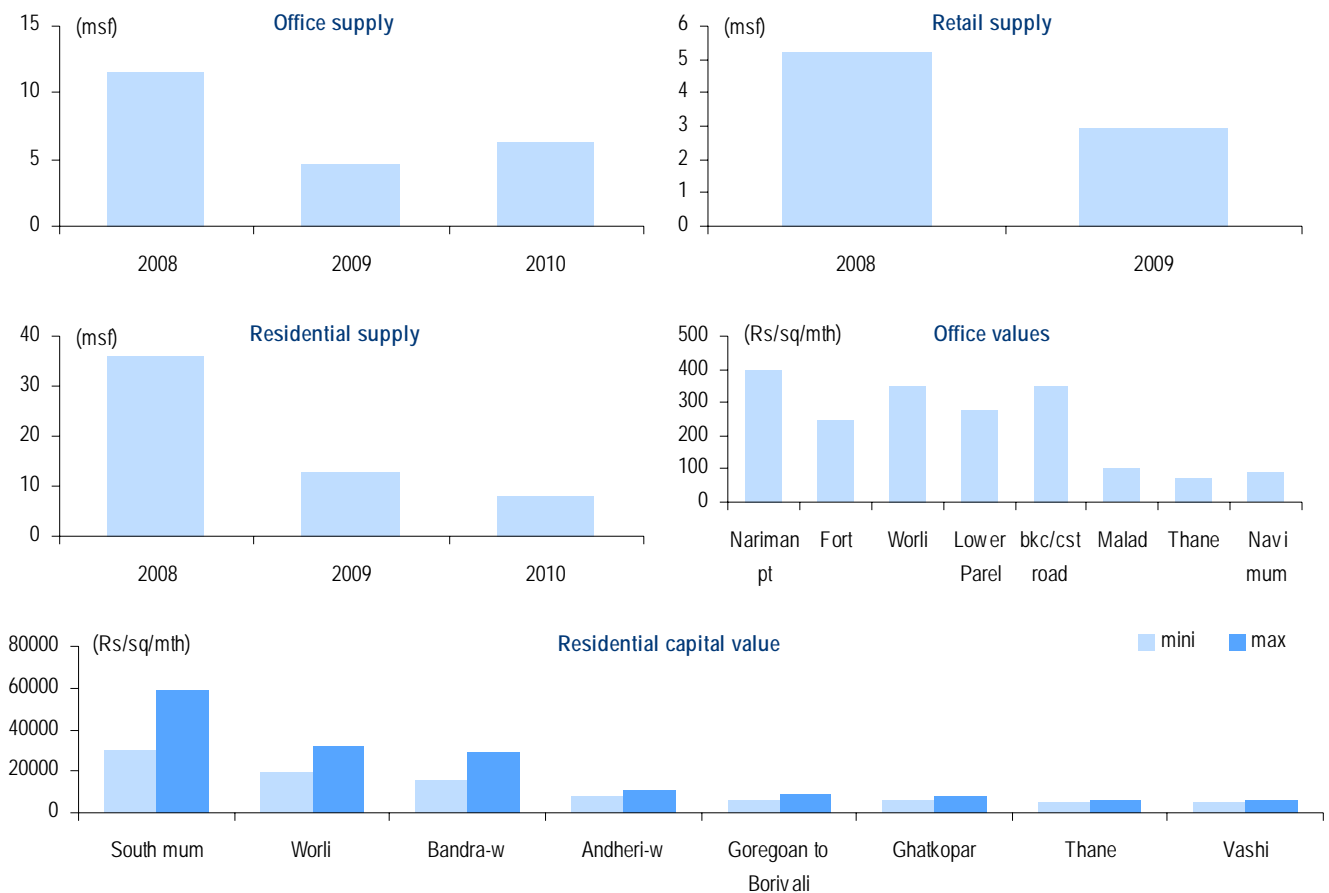 Office supply
(msf)
15
10
5
0
2008 2009 2010
Retail supply
(msf)
6
5
4
3
2
1
0
2008 2009
Residential supply
(msf)
40
30
20
10
0
2008 2009 2010
Office values
(Rs/sq/mth)
500
400
300
200
100
0
Nariman Fort Worli Lower bkc/cst Malad Thane Navi
pt Parel road mum
Residential capital value
(Rs/sq/mth)
mini max
80000
60000
40000
20000
0
South mum Worli Bandra-w Andheri-w Goregoan to Ghatkopar Thane Vashi
Borivali